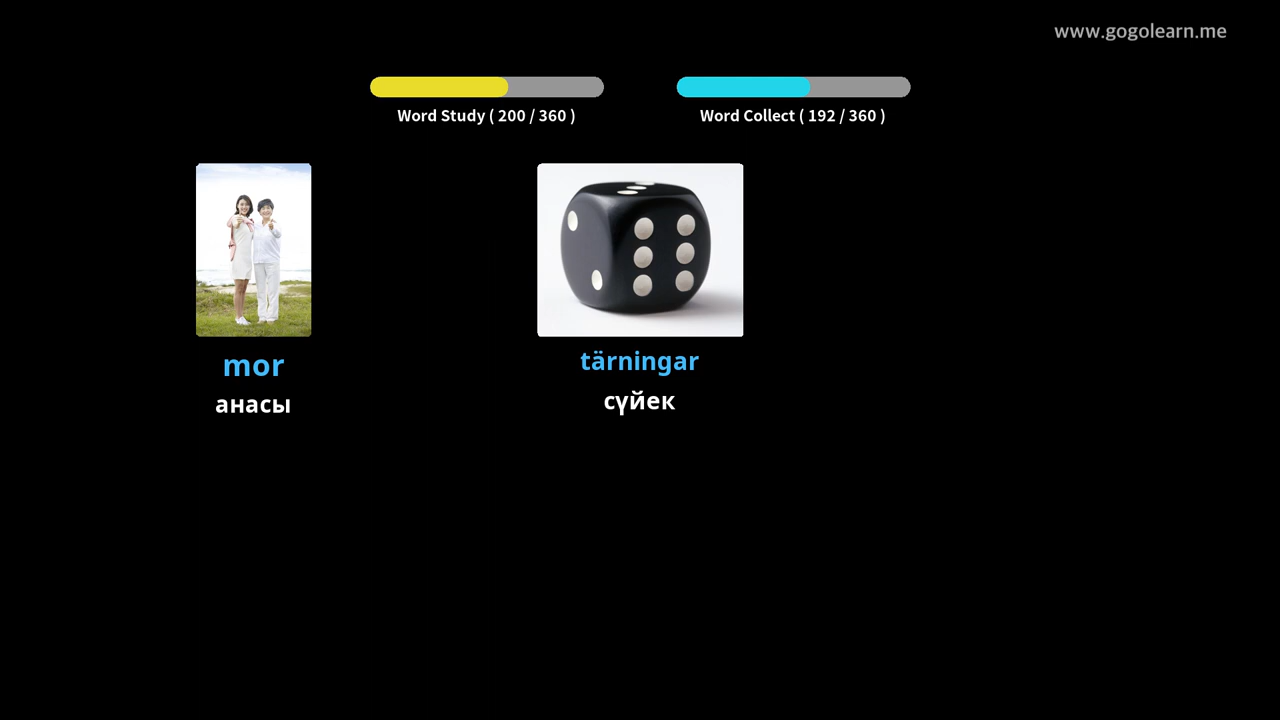 www.gogolearn.me
Word Study ( 200 / 360 )
Word Collect ( 192 / 360 )
mor
анасы
tärningar
сүйек